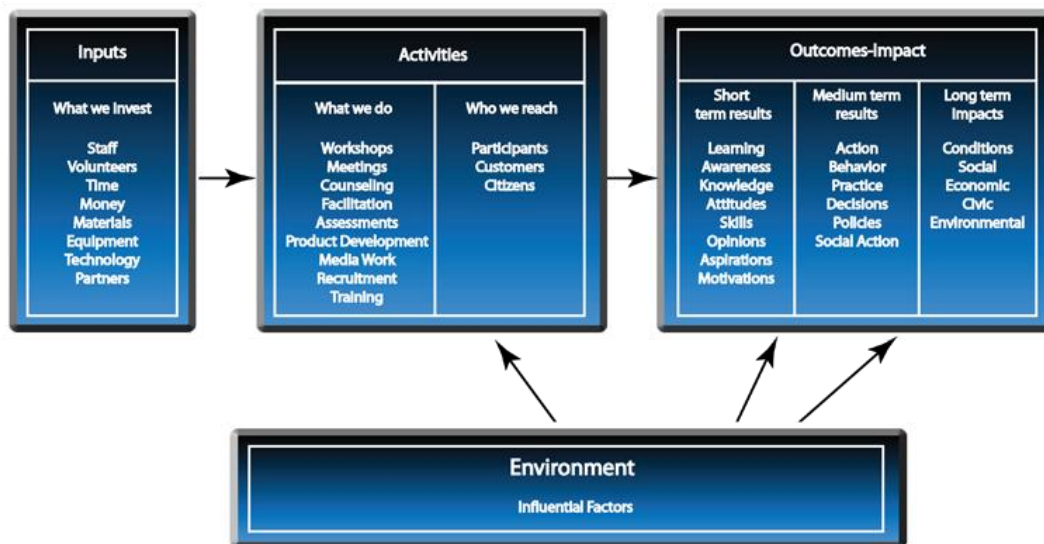 Inputs
What we Invest
Staff
Volunteers
Time
Money
Materials
Equipment
Technology
Partners
Activities
What we do
Workshops
Meetings
Counseling
Facilitation
Assessments
Product Development
Media Work
Recruitment
Training
Who we reach
Participants
Customers
Citizens
Outcomes-Impact
Short
term results
Learning
Awareness
Knowledge
Attitudes
Skills
Opinions
Aspirations
Motivations
Medium term
results
Action
Behavior
Practice
Decisions
Policies
Social Action
Long term
Impacts
Conditions
Social
Economic
Civic
Environmental
Environment
Influential Factors